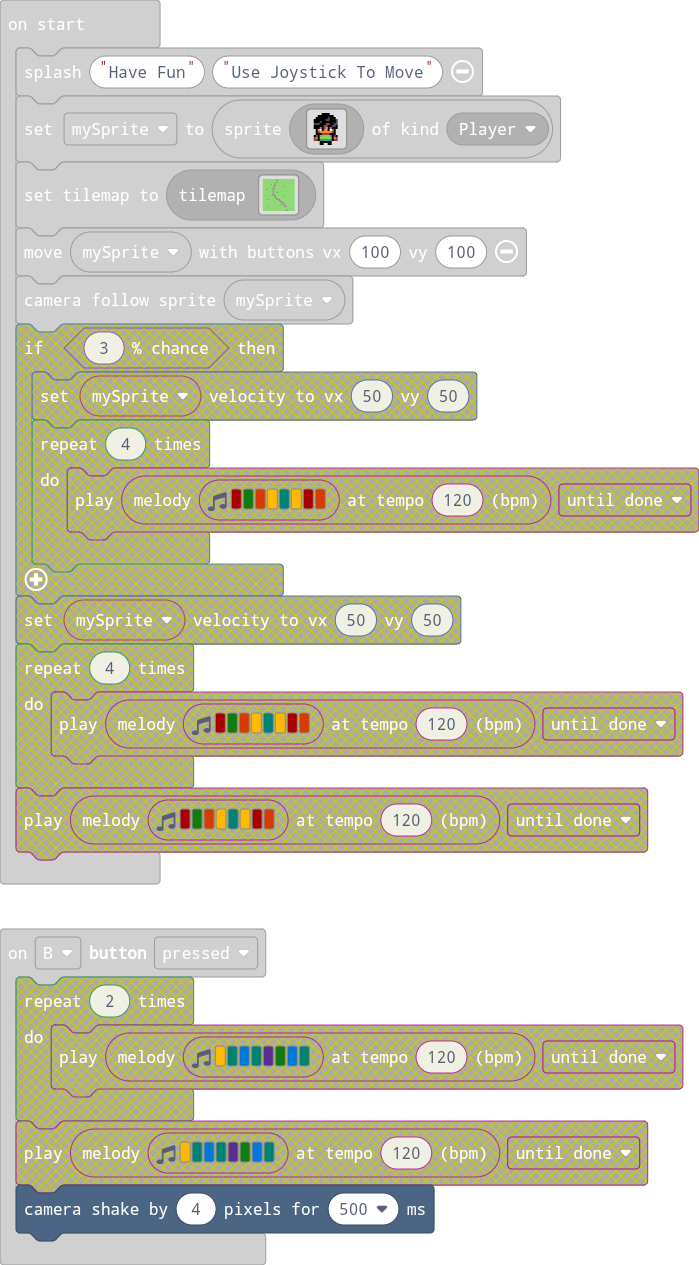 on start
splash "Have Fun" "Use Joystick To Move"
set mySprite to sprite of kind Player
set tilemap to tilemap
move mySprite with buttons vx 100 vy 100
camera follow sprite mySprite
if 3 % chance then
set mySprite velocity to vx 50 vy 50
repeat 4 times
do
play melody at tempo 120 (bpm) until done
set mySprite velocity to vx 50 vy 50
repeat 4 times
do
play melody at tempo 120 (bpm) until done
play melody at tempo 120 (bpm) until done
on B button pressed
repeat 2 times
do
play melody at tempo 120 (bpm) until done
play melody at tempo 120 (bpm) until done
camera shake by 4 pixels for 500 ms